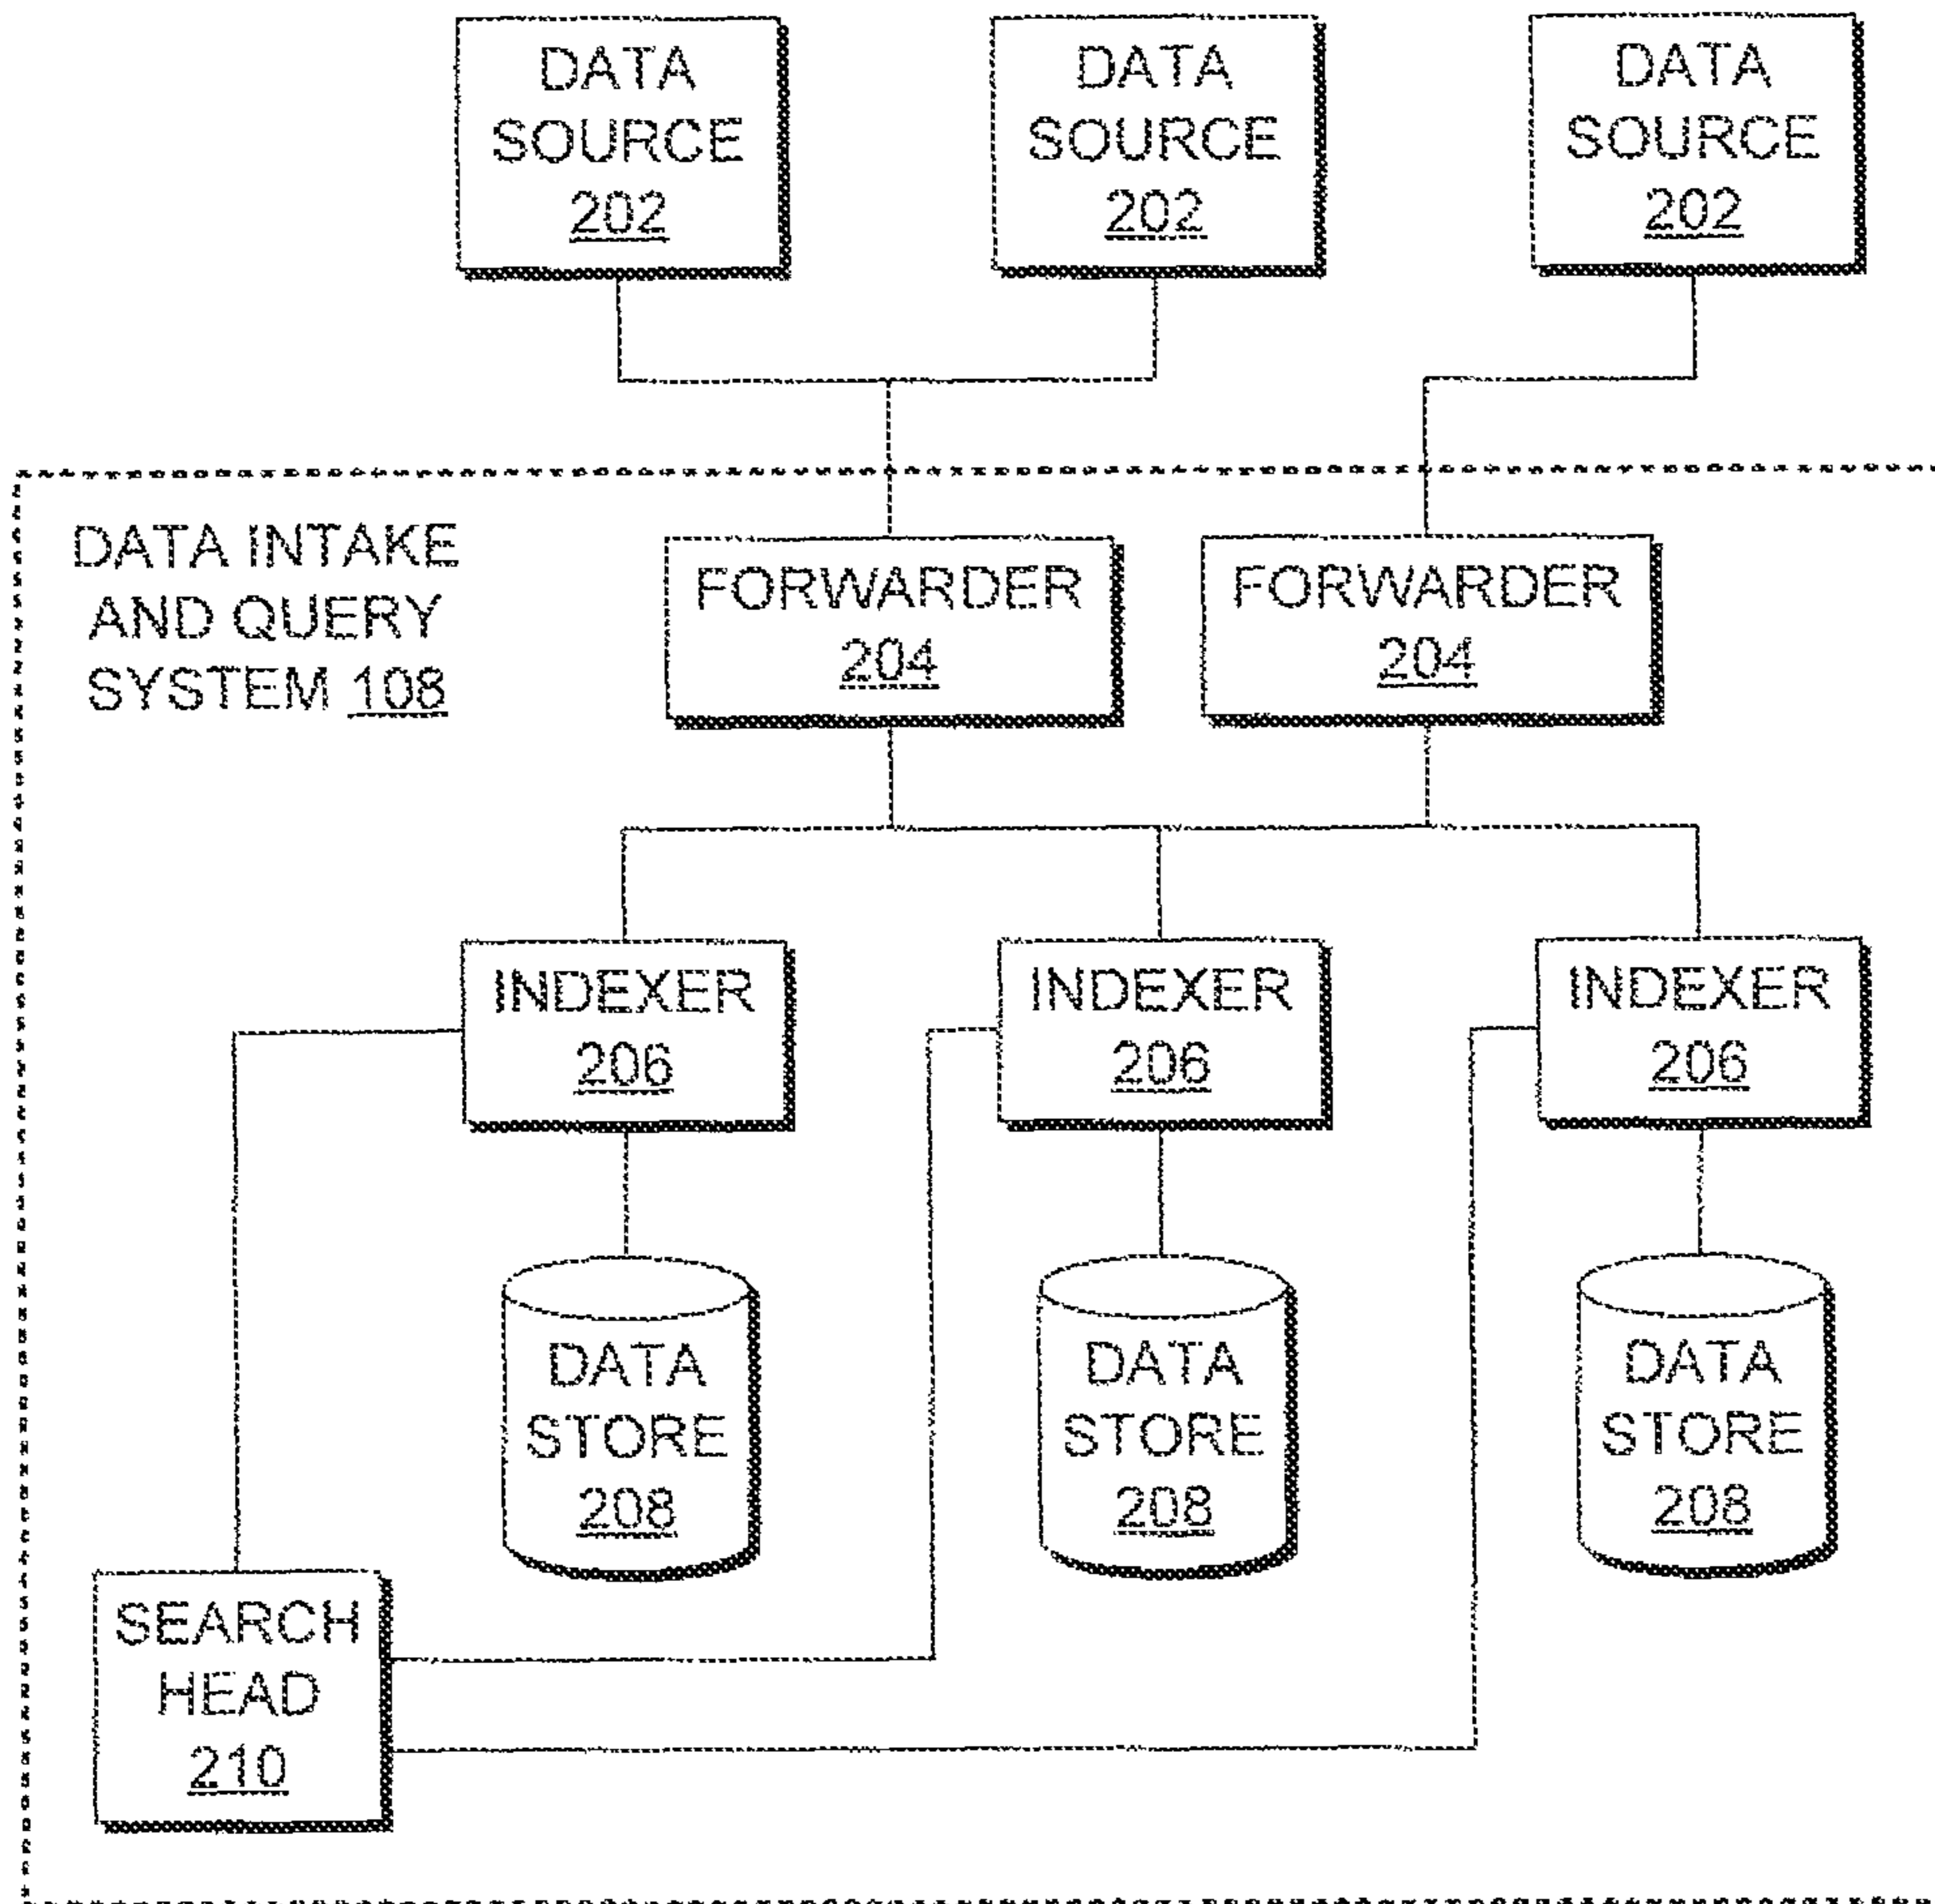 DATA
SOURCE
202
DATA
SOURCE
202
DATA
SOURCE
202
DATA INTAKE
AND QUERY
SYSTEM 108
FORWARDER
204
FORWARDER
204
INDEXER
206
INDEXER
206
INDEXER
206
DATA
STORE
208
DATA
STORE
208
DATA
STORE
208
SEARCH
HEAD
210